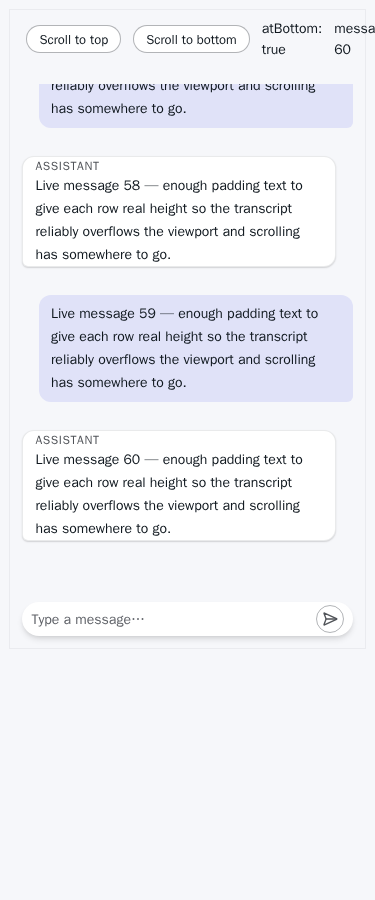 Scroll to top
Scroll to bottom
atBottom:
true
messa
60
reliably overflows the viewport and scrolling
has somewhere to go.
ASSISTANT
Live message 58 — enough padding text to
give each row real height so the transcript
reliably overflows the viewport and scrolling
has somewhere to go.
Live message 59 — enough padding text to
give each row real height so the transcript
reliably overflows the viewport and scrolling
has somewhere to go.
ASSISTANT
Live message 60 — enough padding text to
give each row real height so the transcript
reliably overflows the viewport and scrolling
has somewhere to go.
Type a message···